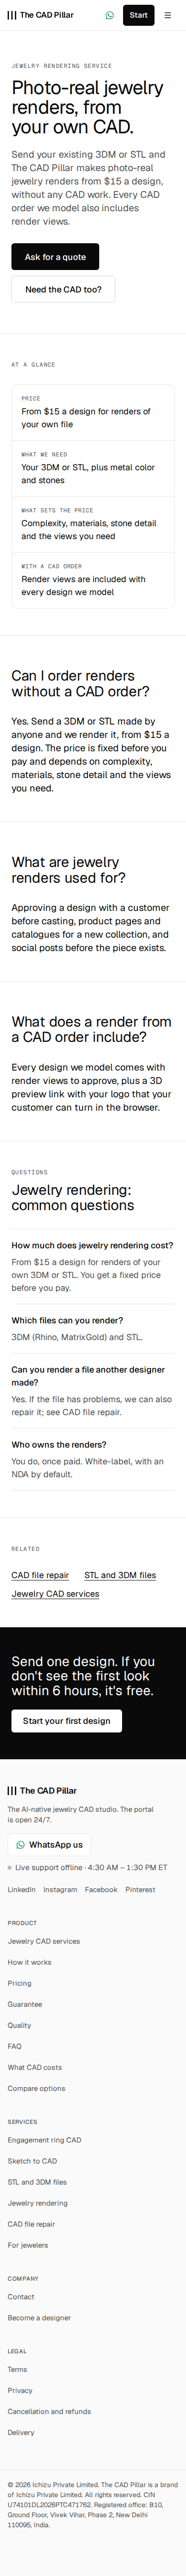 The CAD Pillar
Start
JEWELRY RENDERING SERVICE
Photo-real jewelry
renders, from
your own CAD.
Send your existing 3DM or STL and
The CAD Pillar makes photo-real
jewelry renders from $15 a design,
without any CAD work. Every CAD
order we model also includes
render views.
Ask for a quote
Need the CAD too?
AT A GLANCE
PRICE
From $15 a design for renders of
your own file
WHAT WE NEED
Your 3DM or STL, plus metal color
and stones
WHAT SETS THE PRICE
Complexity, materials, stone detail
and the views you need
WITH A CAD ORDER
Render views are included with
every design we model
Can I order renders
without a CAD order?
Yes. Send a 3DM or STL made by
anyone and we render it, from $15 a
design. The price is fixed before you
pay and depends on complexity,
materials, stone detail and the views
you need.
What are jewelry
renders used for?
Approving a design with a customer
before casting, product pages and
catalogues for a new collection, and
social posts before the piece exists.
What does a render from
a CAD order include?
Every design we model comes with
render views to approve, plus a 3D
preview link with your logo that your
customer can turn in the browser.
QUESTIONS
Jewelry rendering:
common questions
How much does jewelry rendering cost?
From $15 a design for renders of your
own 3DM or STL. You get a fixed price
before you pay.
Which files can you render?
3DM (Rhino, MatrixGold) and STL.
Can you render a file another designer
made?
Yes. If the file has problems, we can also
repair it; see CAD file repair.
Who owns the renders?
You do, once paid. White-label, with an
NDA by default.
RELATED
CAD file repair STL and 3DM files
Jewelry CAD services
Send one design. If you
don't see the first look
within 6 hours, it's free.
Start your first design
The CAD Pillar
The AI-native jewelry CAD studio. The portal
is open 24/7.
WhatsApp us
Live support offline · 4:30 AM – 1:30 PM ET
LinkedIn Instagram Facebook Pinterest
PRODUCT
Jewelry CAD services
How it works
Pricing
Guarantee
Quality
FAQ
What CAD costs
Compare options
SERVICES
Engagement ring CAD
Sketch to CAD
STL and 3DM files
Jewelry rendering
CAD file repair
For jewelers
COMPANY
Contact
Become a designer
LEGAL
Terms
Privacy
Cancellation and refunds
Delivery
© 2026 Ichizu Private Limited. The CAD Pillar is a brand
of Ichizu Private Limited. All rights reserved. CIN
U74101DL2026PTC471762. Registered office: B10,
Ground Floor, Vivek Vihar, Phase 2, New Delhi
110095, India.